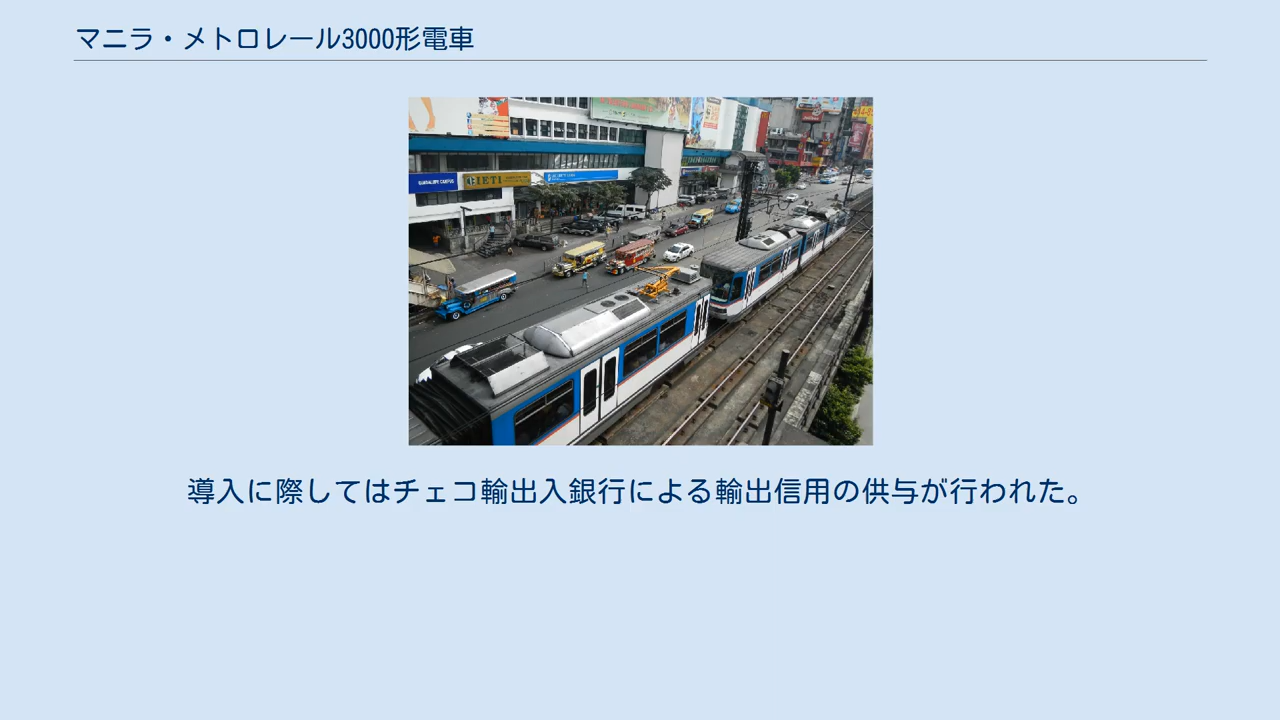 マニラ・メトロレール3000形電車
IETI
導入に際してはチェコ輸出入銀行による輸出信用の供与が行われた。